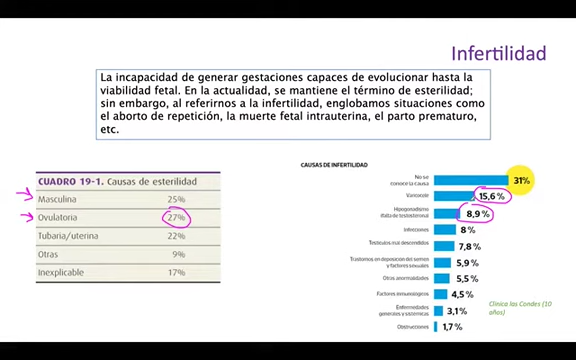 Infertilidad
La incapacidad de generar gestaciones capaces de evolucionar hasta la
viabilidad fetal. En la actualidad, se mantiene el término de esterilidad;
sin embargo, al referirnos a la infertilidad, englobamos situaciones como
el aborto de repetición, la muerte fetal intrauterina, el parto prematuro,
etc.
CUADRO 19-1. Causas de esterilidad
Masculina 25%
Ovulatoria 27%
Tubaria/uterina 22%
Otras 9%
Inexplicable 17%
CAUSAS DE INFERTILIDAD
No se
conoce la causa 31%
Varicocele 15,6 %
Hipogonadismo
(falta de testosterona) 8,9 %
Infecciones 8 %
Testículos mal descendidos 7,8 %
Trastornos en deposición del semen
y factores sexuales 5,9 %
Otras anormalidades 5,5 %
Factores inmunológicos 4,5 %
Enfermedades
generales y sistémicas 3,1 %
Obstrucciones 1,7 %
Clínica las Condes (10
años)